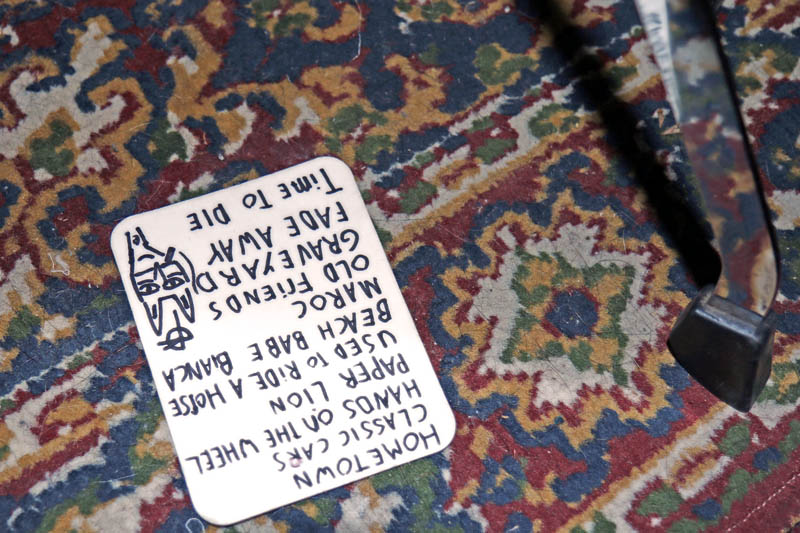 HOMETOWN
CLASSIC CARS
HANDS ON THE WHEEL
PAPER LION
USED TO RIDE A HORSE
BEACH BABE BIANCA
MAROC
OLD FRIENDS
GRAVEYARD
FADE AWAY
TIME TO DIE